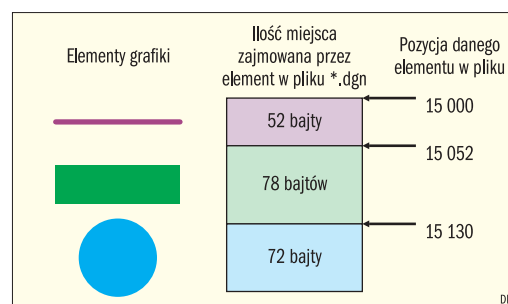 Elementy grafiki
Ilość miejsca
zajmowana przez
element w pliku *.dgn
Pozycja danego
elementu w pliku
52 bajty
78 bajtów
72 bajty
15 000
15 052
15 130